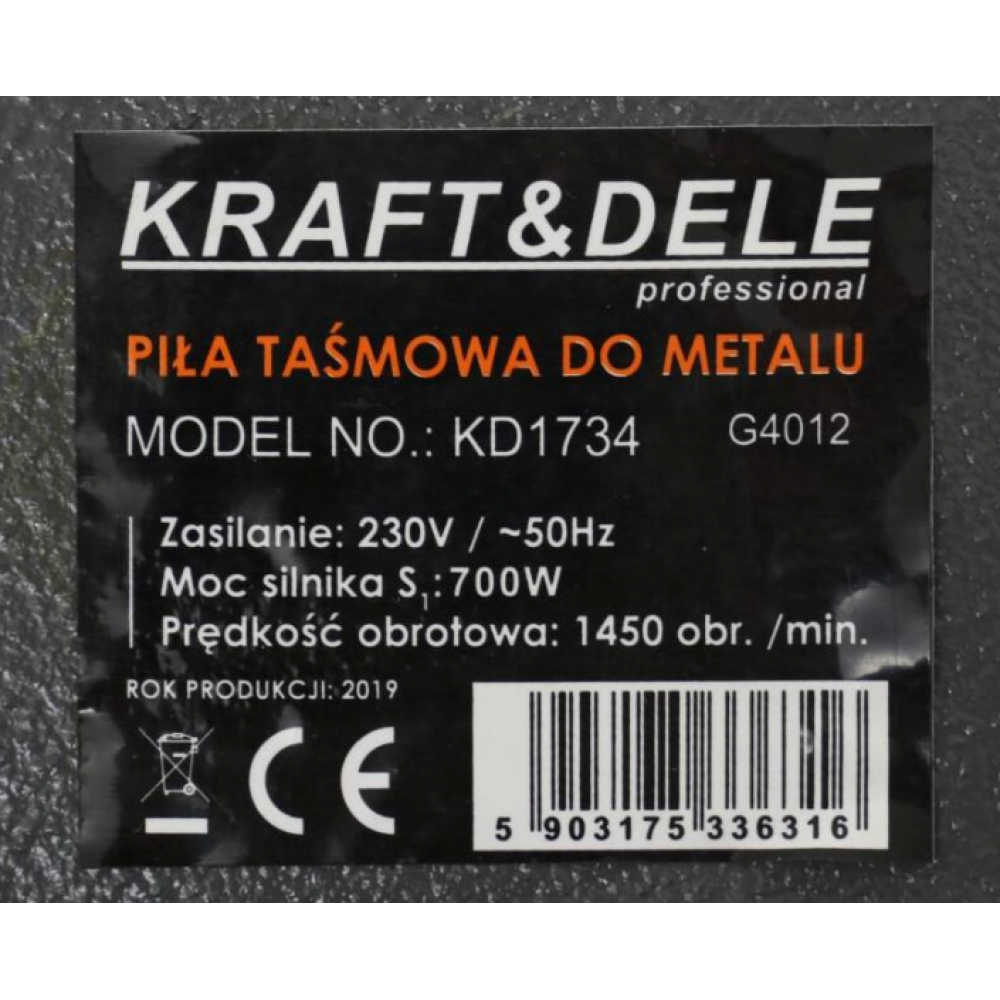 KRAFT&DELE
professional
PIŁA TAŚMOWA DO METALU
MODEL NO.: KD1734 G4012
Zasilanie: 230V / ~50Hz
Moc silnika S₁:700W
Prędkość obrotowa: 1450 obr. /min.
ROK PRODUKCJI: 2019
CE
5 903175 336316